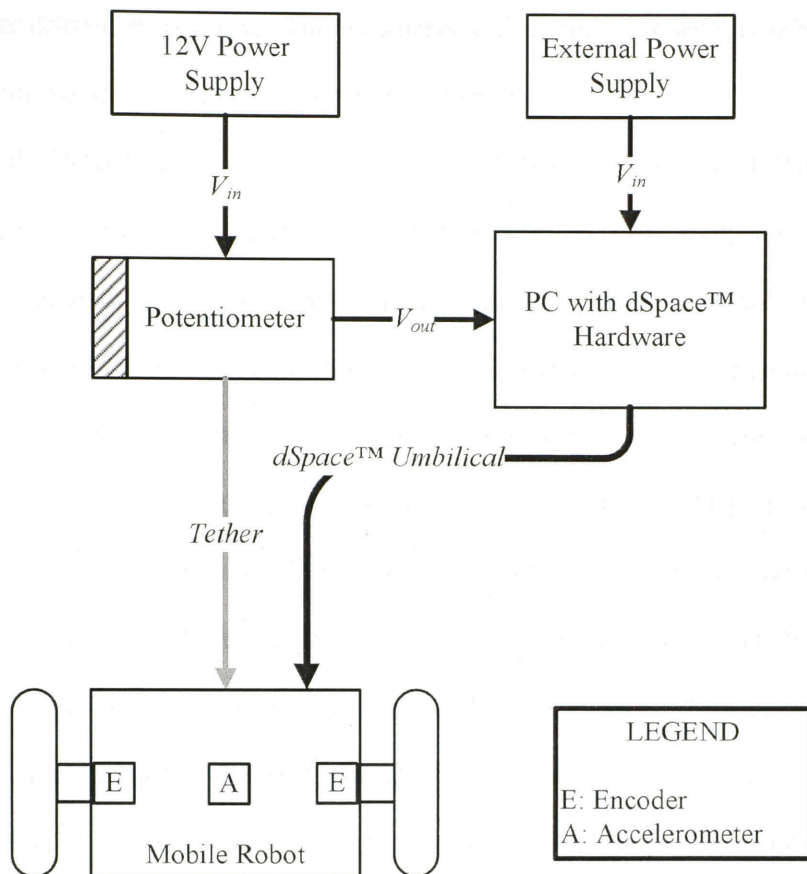 12V Power
Supply
External Power
Supply
V_in
V_in
Potentiometer
V_out
PC with dSpace™
Hardware
dSpace™ Umbilical
Tether
E
A
E
Mobile Robot
LEGEND
E: Encoder
A: Accelerometer